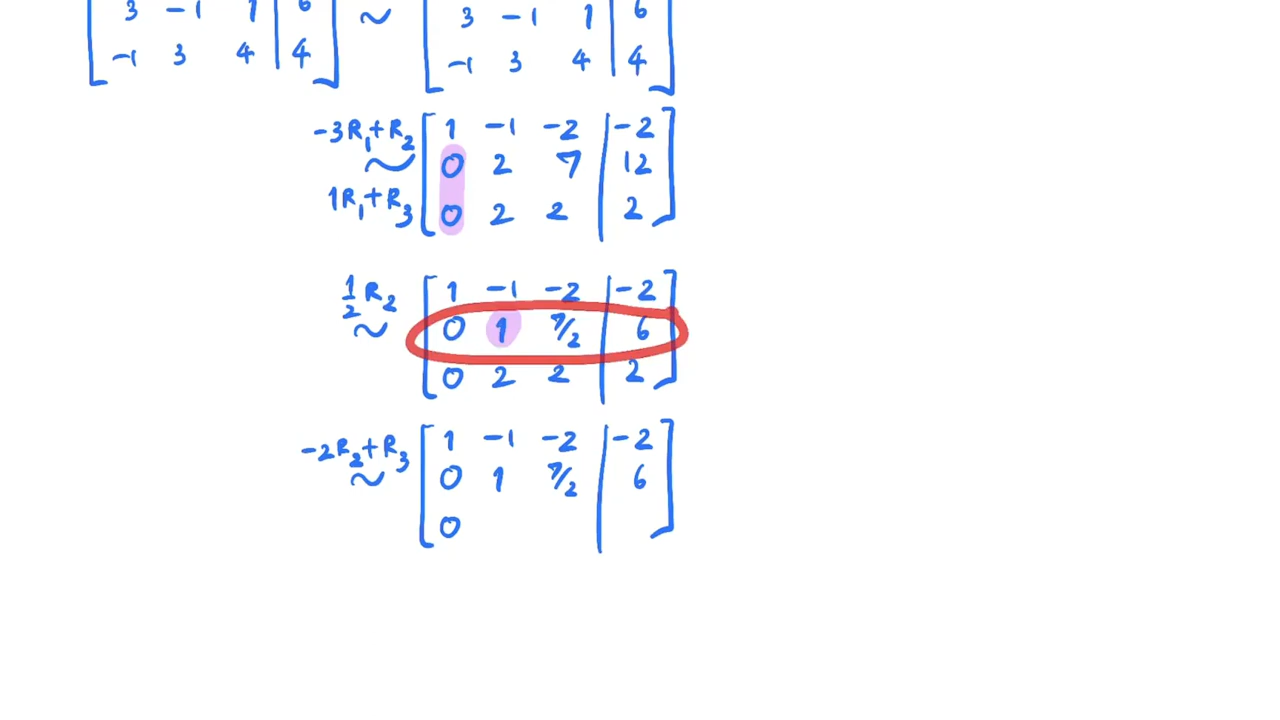 3 -1 1 | 6 ~ 3 -1 1 | 6
-1 3 4 | 4 -1 3 4 | 4
-3R₁+R₂ 1 -1 -2 | -2
~ 0 2 7 | 12
1R₁+R₃ 0 2 2 | 2
1/2 R₂ 1 -1 -2 | -2
~ 0 1 7/2 | 6
0 2 2 | 2
-2R₂+R₃ 1 -1 -2 | -2
~ 0 1 7/2 | 6
0